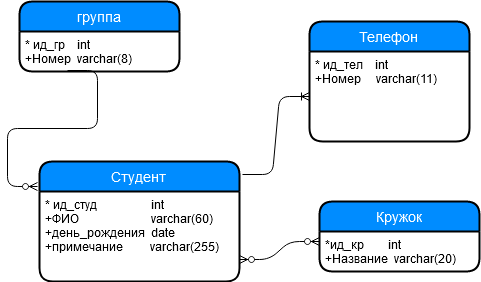 группа
* ид_гр int
+Номер varchar(8)
Телефон
* ид_тел int
+Номер varchar(11)
Студент
* ид_студ int
+ФИО varchar(60)
+день_рождения date
+примечание varchar(255)
Кружок
*ид_кр int
+Название varchar(20)